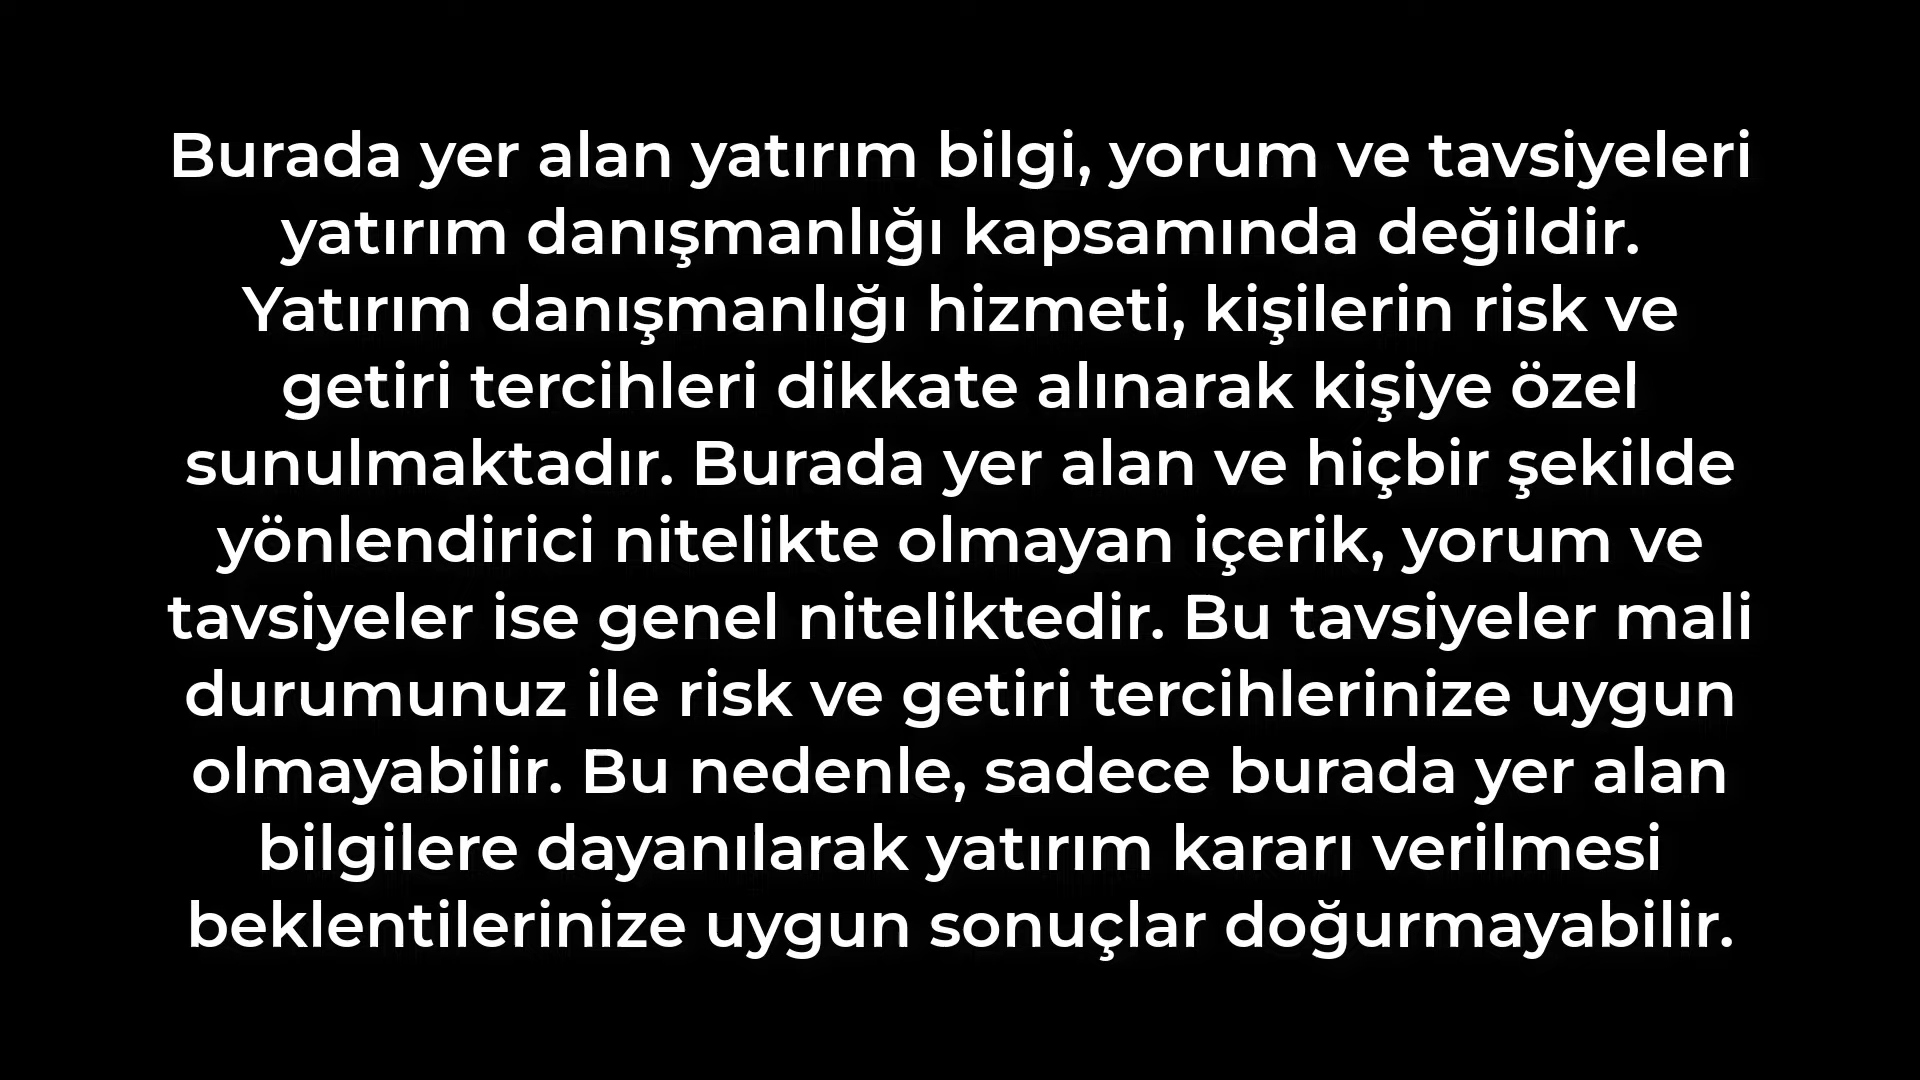 Burada yer alan yatırım bilgi, yorum ve tavsiyeleri
yatırım danışmanlığı kapsamında değildir.
Yatırım danışmanlığı hizmeti, kişilerin risk ve
getiri tercihleri dikkate alınarak kişiye özel
sunulmaktadır. Burada yer alan ve hiçbir şekilde
yönlendirici nitelikte olmayan içerik, yorum ve
tavsiyeler ise genel niteliktedir. Bu tavsiyeler mali
durumunuz ile risk ve getiri tercihlerinize uygun
olmayabilir. Bu nedenle, sadece burada yer alan
bilgilere dayanılarak yatırım kararı verilmesi
beklentilerinize uygun sonuçlar doğurmayabilir.